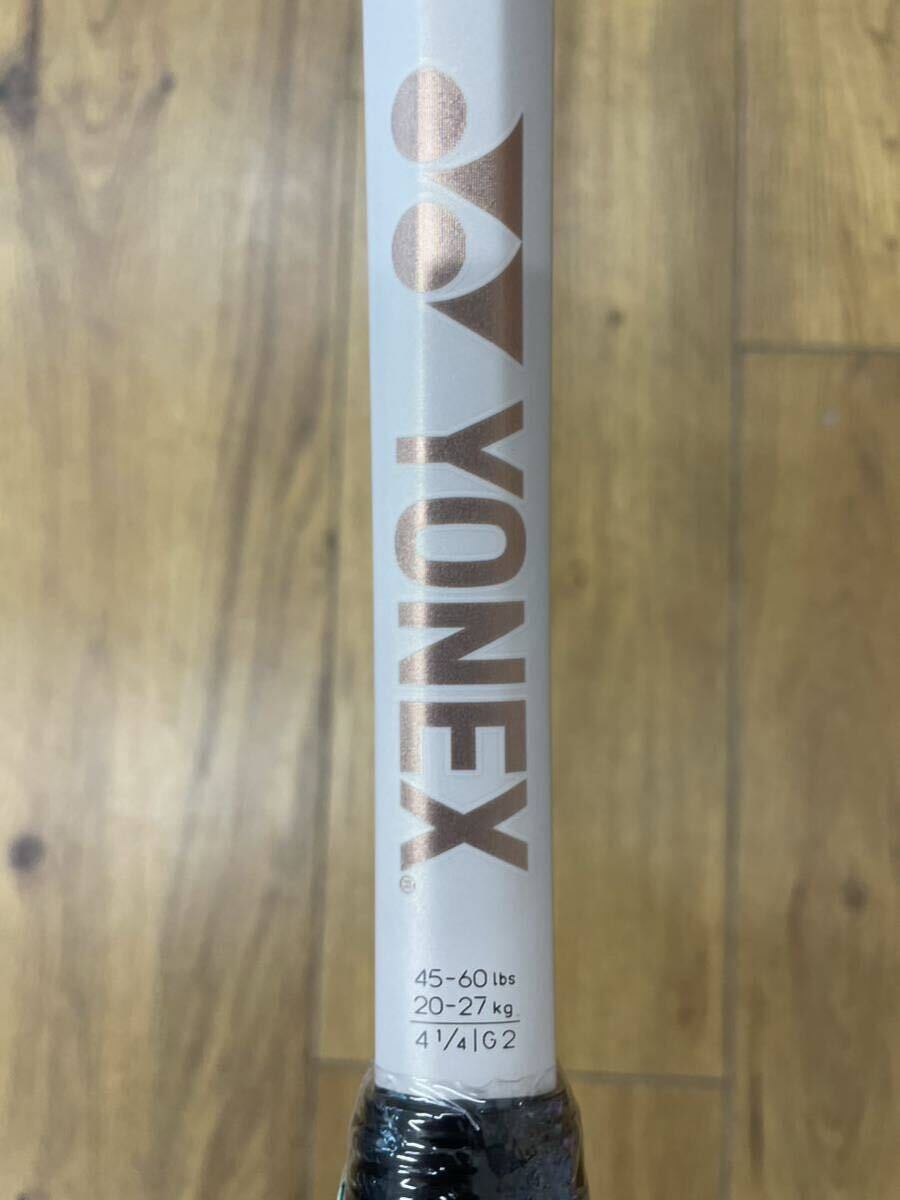 YONEX®
45-60 lbs
20-27 kg
4 1/4 | G2